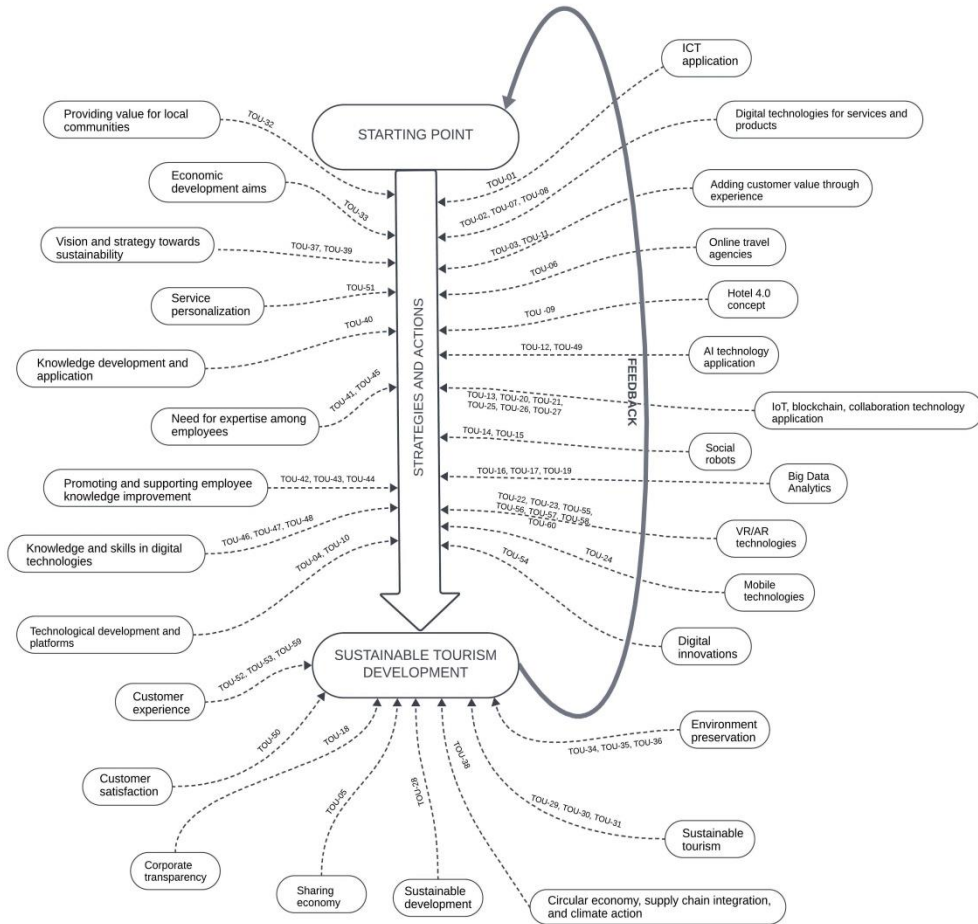 ICT
application
Providing value for local
communities
TOU-32
STARTING POINT
Digital technologies for services and
products
Economic
development aims
TOU-33
TOU-01
TOU-02, TOU-07, TOU-08
Adding customer value through
experience
Vision and strategy towards
sustainability
TOU-37, TOU-39
TOU-03, TOU-11
Online travel
agencies
TOU-06
Service
personalization
TOU-51
Hotel 4.0
concept
TOU -09
Knowledge development and
application
TOU-40
STRATEGIES AND ACTIONS
TOU-12, TOU-49
AI technology
application
FEEDBACK
Need for expertise among
employees
TOU-41, TOU-45
TOU-13, TOU-20, TOU-21,
TOU-25, TOU-26, TOU-27
IoT, blockchain, collaboration technology
application
TOU-14, TOU-15
Social
robots
Promoting and supporting employee
knowledge improvement
TOU-42, TOU-43, TOU-44
TOU-16, TOU-17, TOU-19
Big Data
Analytics
Knowledge and skills in digital
technologies
TOU-46, TOU-47, TOU-48
TOU-22, TOU-23, TOU-55,
TOU-56, TOU-57, TOU-58,
TOU-60
VR/AR
technologies
Technological development and
platforms
TOU-04, TOU-10
TOU-24
Mobile
technologies
TOU-54
Digital
innovations
SUSTAINABLE TOURISM
DEVELOPMENT
Customer
experience
TOU-52, TOU-53, TOU-59
TOU-34, TOU-35, TOU-36
Environment
preservation
Customer
satisfaction
TOU-50
TOU-18
Corporate
transparency
TOU-05
Sharing
economy
TOU-28
Sustainable
development
TOU-38
Circular economy, supply chain integration,
and climate action
TOU-29, TOU-30, TOU-31
Sustainable
tourism